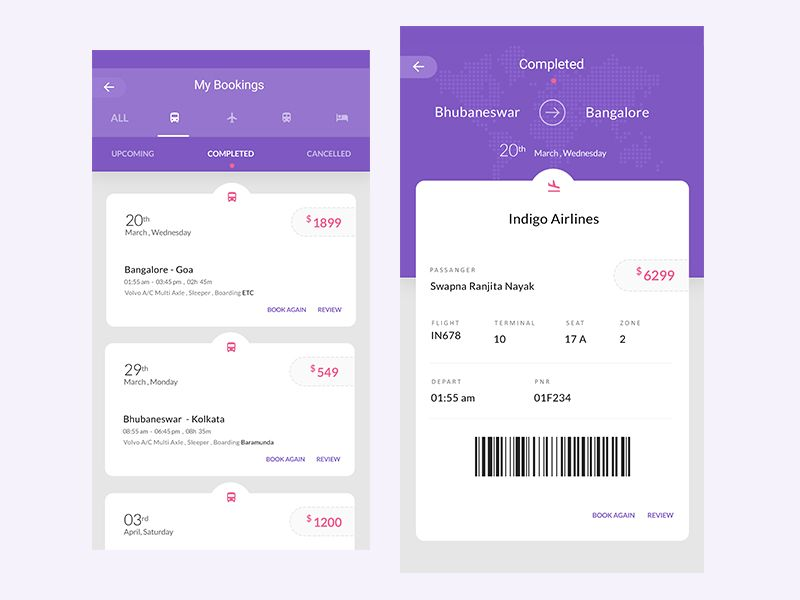 My Bookings
ALL
UPCOMING COMPLETED CANCELLED
20th
March , Wednesday
$ 1899
Bangalore - Goa
01:55 am - 03:45 pm , 02h 45m
Volvo A/C Multi Axle , Sleeper , Boarding ETC
BOOK AGAIN REVIEW
29th
March , Monday
$ 549
Bhubaneswar - Kolkata
08:55 am - 06:45 pm , 08h 35m
Volvo A/C Multi Axle , Sleeper , Boarding Baramunda
BOOK AGAIN REVIEW
03rd
April, Saturday
$ 1200
Completed
Bhubaneswar Bangalore
20th March , Wednesday
Indigo Airlines
PASSANGER
Swapna Ranjita Nayak
$ 6299
FLIGHT TERMINAL SEAT ZONE
IN678 10 17 A 2
DEPART PNR
01:55 am 01F234
BOOK AGAIN REVIEW